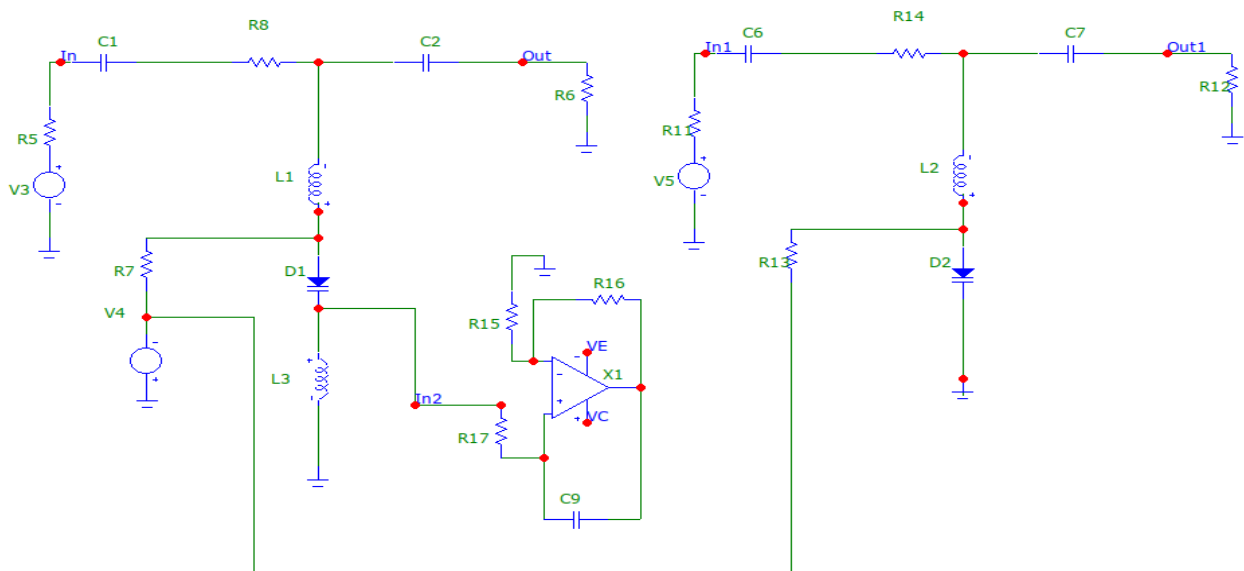 R8
R14
C1
C2
C6
C7
In
Out
In1
Out1
R6
R12
R5
R11
V3
V5
L1
L2
R7
D1
R13
D2
R16
V4
R15
VE
X1
L3
In2
VC
R17
C9